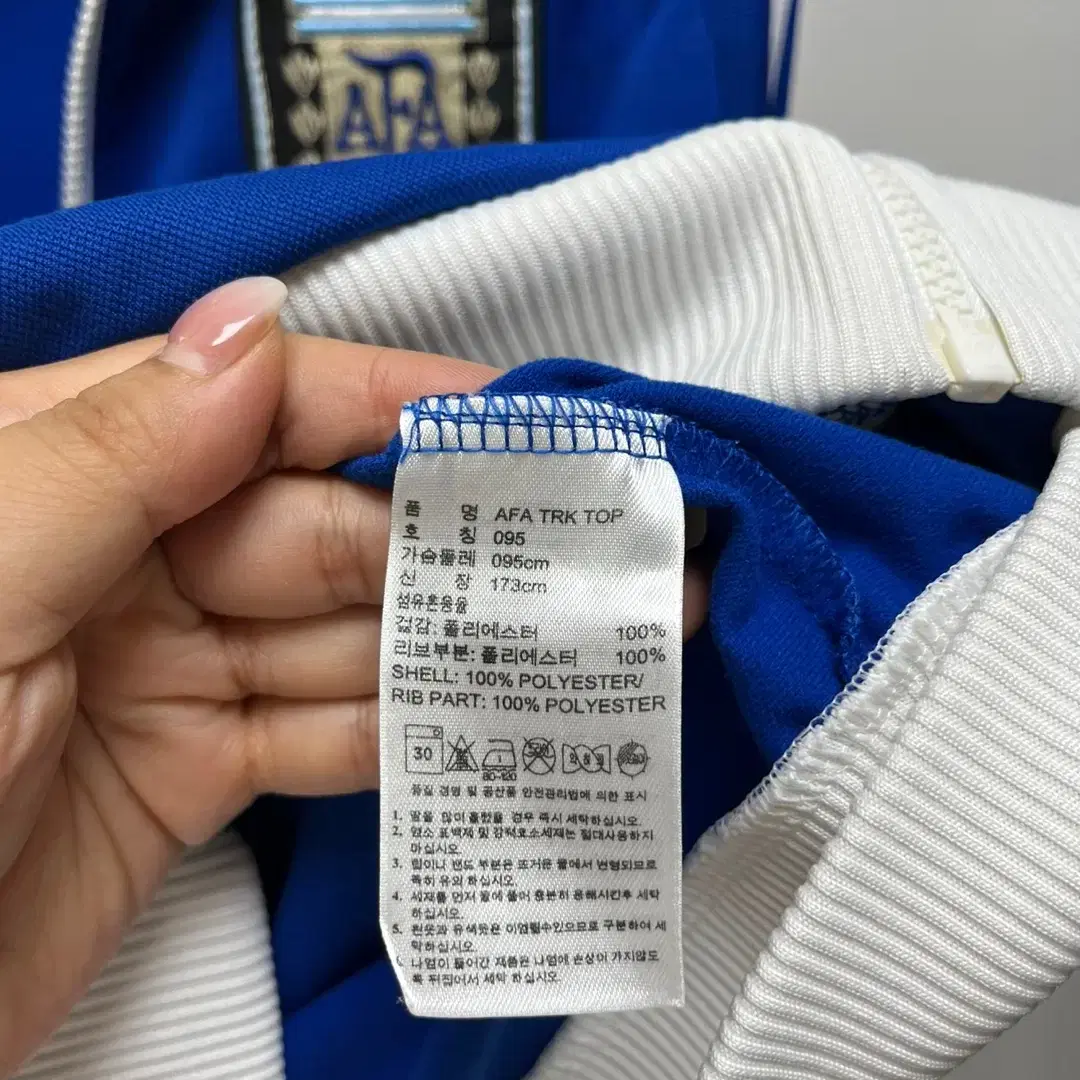 AFA
품 명 AFA TRK TOP
호 칭 095
가슴둘레 095cm
신 장 173cm
섬유혼용율
겉감: 폴리에스터 100%
리브부분: 폴리에스터 100%
SHELL: 100% POLYESTER/
RIB PART: 100% POLYESTER
30
80-120
품질 경영 및 공산품 안전관리법에 의한 표시
1. 땀을 많이 흘렸을 경우 즉시 세탁하십시오.
2. 염소 표백제 및 강력효소세제는 절대사용하지
마십시오.
3. 립이나 밴드 부분은 뜨거운 물에서 변형되므로
특히 유의 하십시오.
4. 세제를 먼저 물에 풀어 충분히 용해시킨후 세탁
하십시오.
5. 흰옷과 유색옷은 이염될수있으므로 구분하여 세
탁하십시오.
나염이 들어간 제품은 나염에 손상이 가지않도
록 뒤집어서 세탁 하십시오.